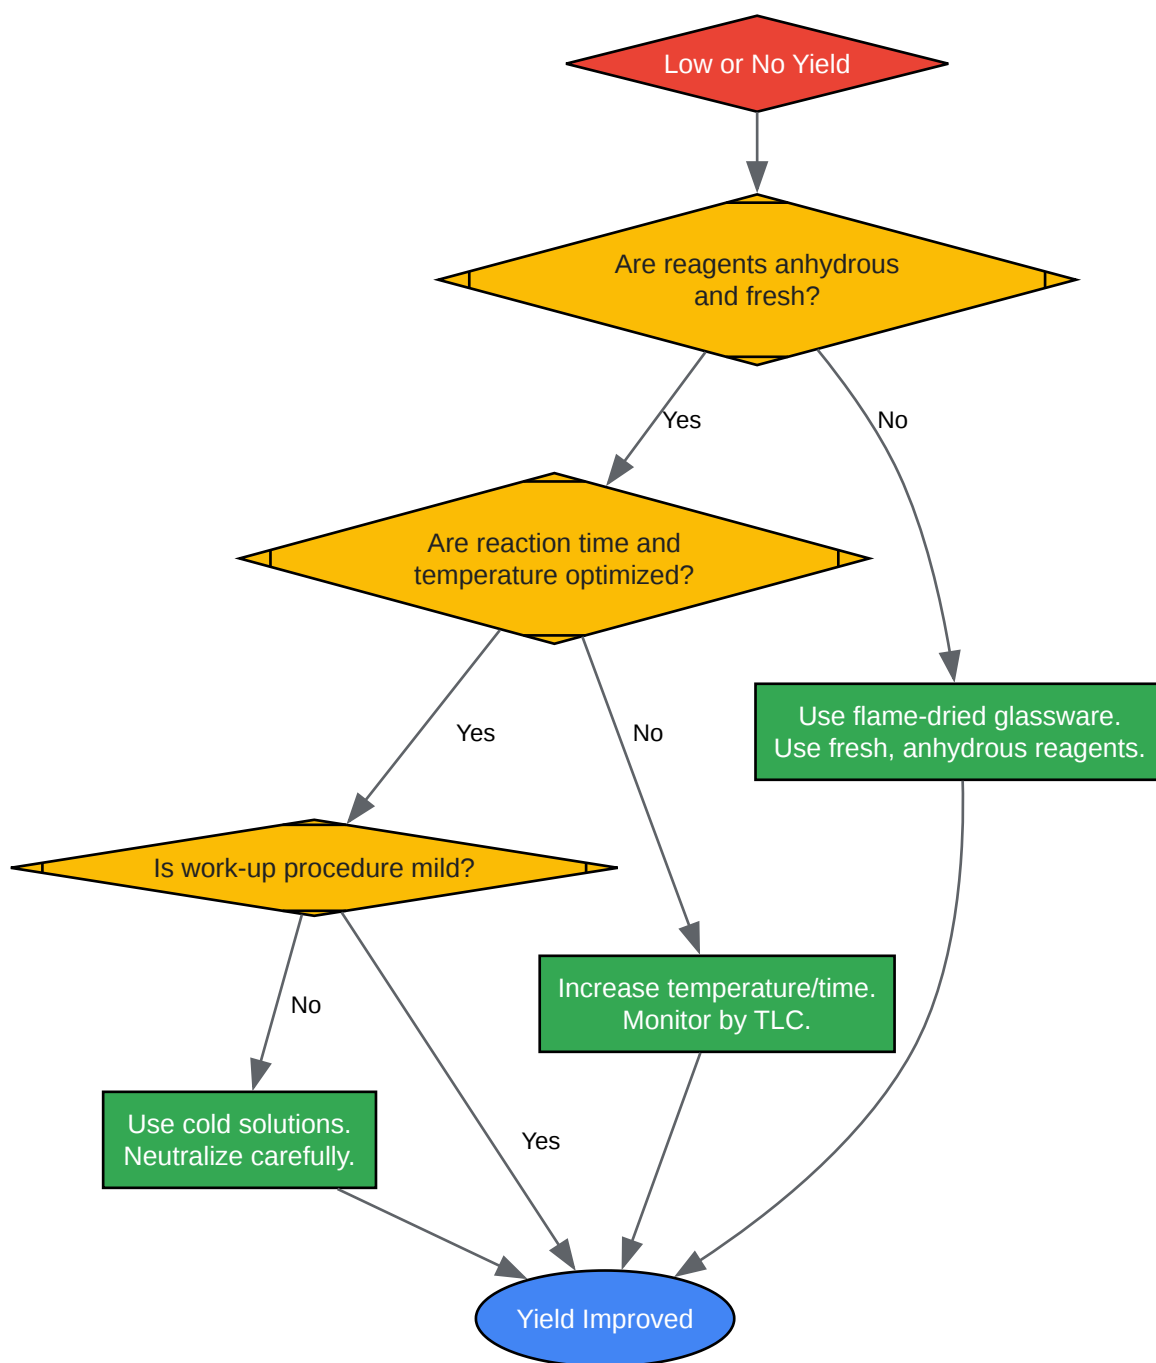 Low or No Yield
Are reagents anhydrous
and fresh?
Yes
No
Are reaction time and
temperature optimized?
Use flame-dried glassware.
Use fresh, anhydrous reagents.
Yes
No
Is work-up procedure mild?
Increase temperature/time.
Monitor by TLC.
No
Use cold solutions.
Neutralize carefully.
Yes
Yield Improved